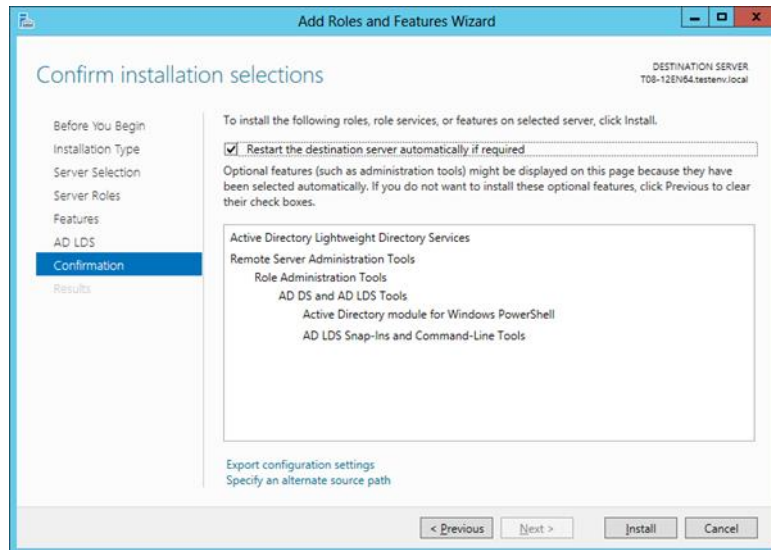 Add Roles and Features Wizard
Confirm installation selections
DESTINATION SERVER
T08-12EN64.testenv.local
Before You Begin
Installation Type
Server Selection
Server Roles
Features
AD LDS
Confirmation
Results
To install the following roles, role services, or features on selected server, click Install.
Restart the destination server automatically if required
Optional features (such as administration tools) might be displayed on this page because they have
been selected automatically. If you do not want to install these optional features, click Previous to clear
their check boxes.
Active Directory Lightweight Directory Services
Remote Server Administration Tools
Role Administration Tools
AD DS and AD LDS Tools
Active Directory module for Windows PowerShell
AD LDS Snap-Ins and Command-Line Tools
Export configuration settings
Specify an alternate source path
< Previous
Next >
Install
Cancel